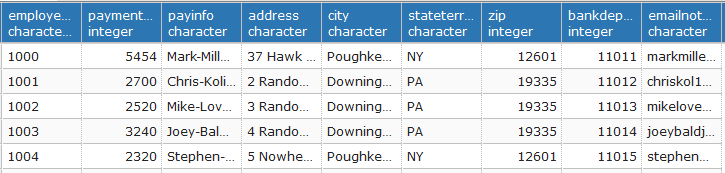 employe... payment... payinfo address city stateterr... zip bankdep... emailnot...
characte... integer character character character character integer integer character
1000 5454 Mark-Mill... 37 Hawk ... Poughke... NY 12601 11011 markmille...
1001 2700 Chris-Koli... 2 Rando... Downing... PA 19335 11012 chriskol1...
1002 2520 Mike-Lov... 3 Rando... Downing... PA 19335 11013 mikelove...
1003 3240 Joey-Bal... 4 Rando... Downing... PA 19335 11014 joeybaldj...
1004 2320 Stephen-... 5 Nowhe... Poughke... NY 12601 11015 stephen...